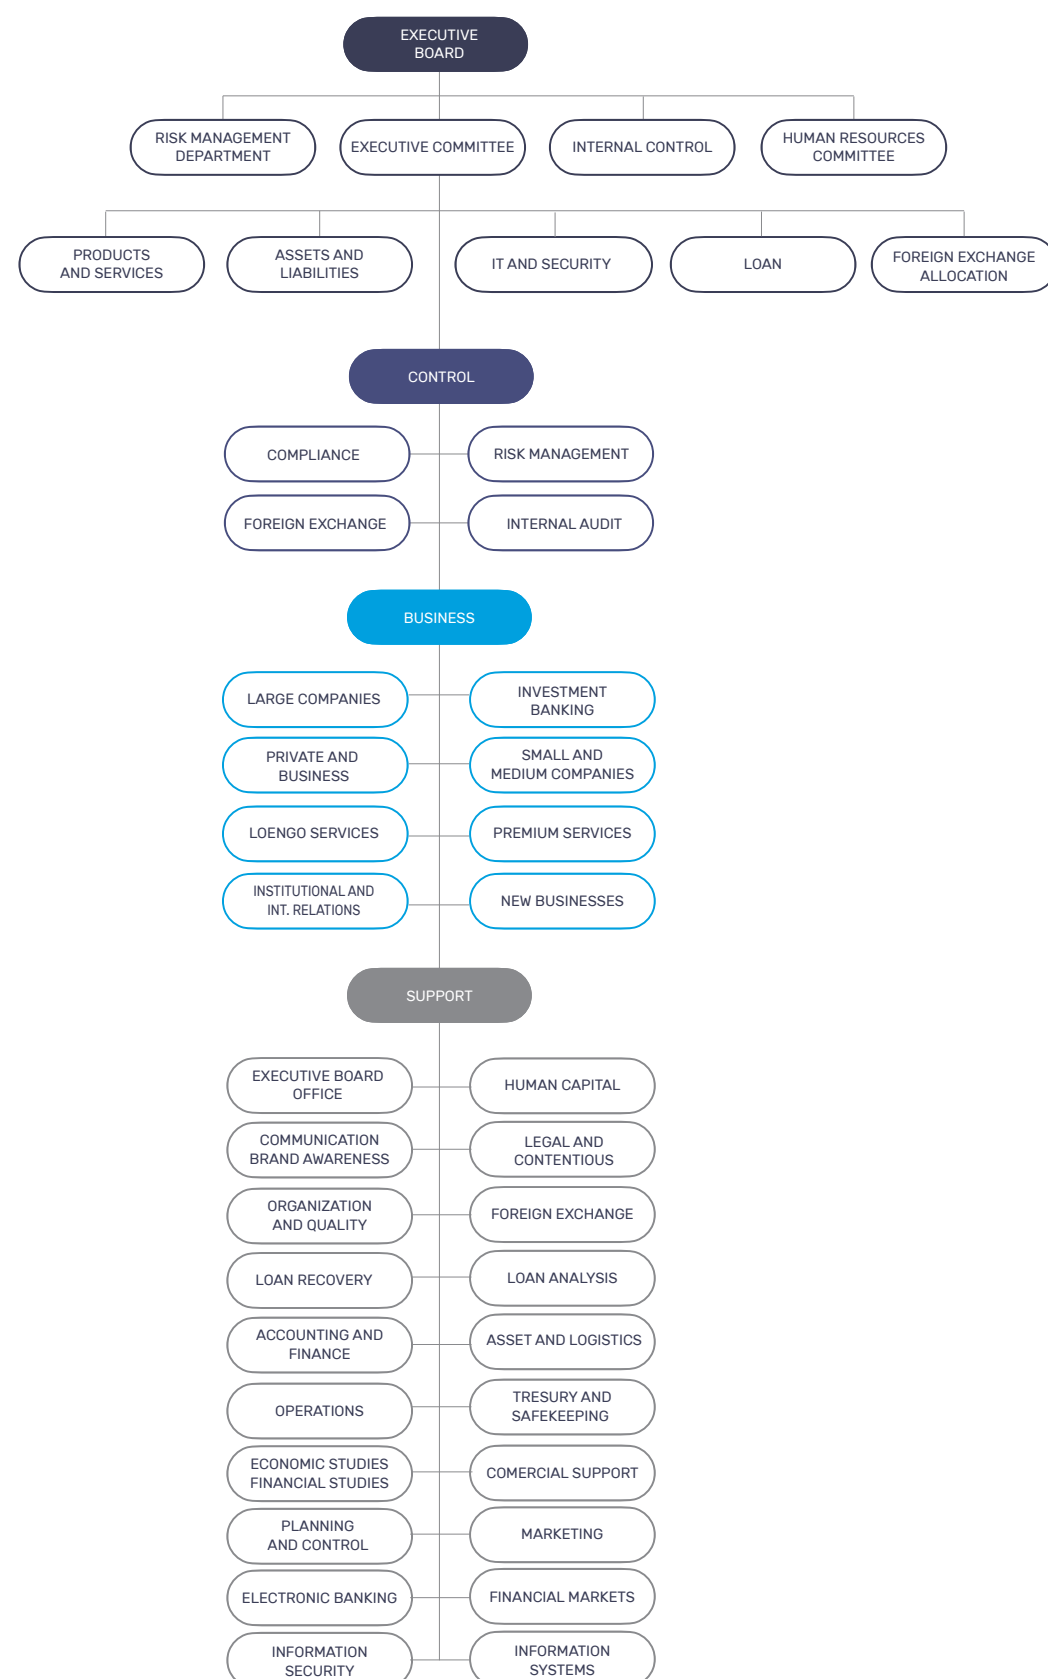 EXECUTIVE
BOARD
RISK MANAGEMENT
DEPARTMENT
EXECUTIVE COMMITTEE
INTERNAL CONTROL
HUMAN RESOURCES
COMMITTEE
PRODUCTS
AND SERVICES
ASSETS AND
LIABILITIES
IT AND SECURITY
LOAN
FOREIGN EXCHANGE
ALLOCATION
CONTROL
COMPLIANCE
RISK MANAGEMENT
FOREIGN EXCHANGE
INTERNAL AUDIT
BUSINESS
LARGE COMPANIES
INVESTMENT
BANKING
PRIVATE AND
BUSINESS
SMALL AND
MEDIUM COMPANIES
LOENGO SERVICES
PREMIUM SERVICES
INSTITUTIONAL AND
INT. RELATIONS
NEW BUSINESSES
SUPPORT
EXECUTIVE BOARD
OFFICE
HUMAN CAPITAL
COMMUNICATION
BRAND AWARENESS
LEGAL AND
CONTENTIOUS
ORGANIZATION
AND QUALITY
FOREIGN EXCHANGE
LOAN RECOVERY
LOAN ANALYSIS
ACCOUNTING AND
FINANCE
ASSET AND LOGISTICS
OPERATIONS
TRESURY AND
SAFEKEEPING
ECONOMIC STUDIES
FINANCIAL STUDIES
COMERCIAL SUPPORT
PLANNING
AND CONTROL
MARKETING
ELECTRONIC BANKING
FINANCIAL MARKETS
INFORMATION
SECURITY
INFORMATION
SYSTEMS